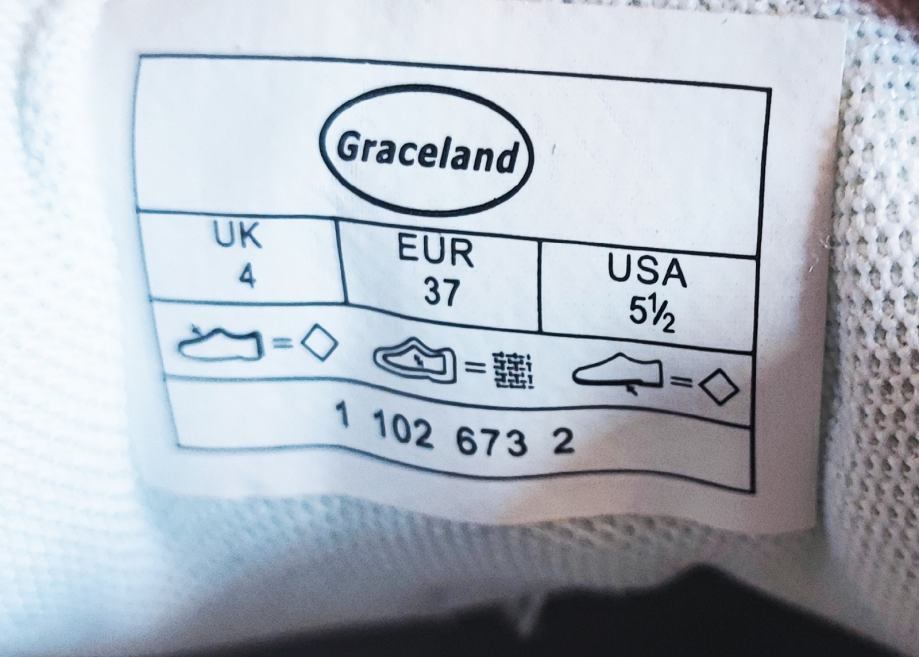 Graceland
UK EUR USA
4 37 5½
= = =
1 102 673 2